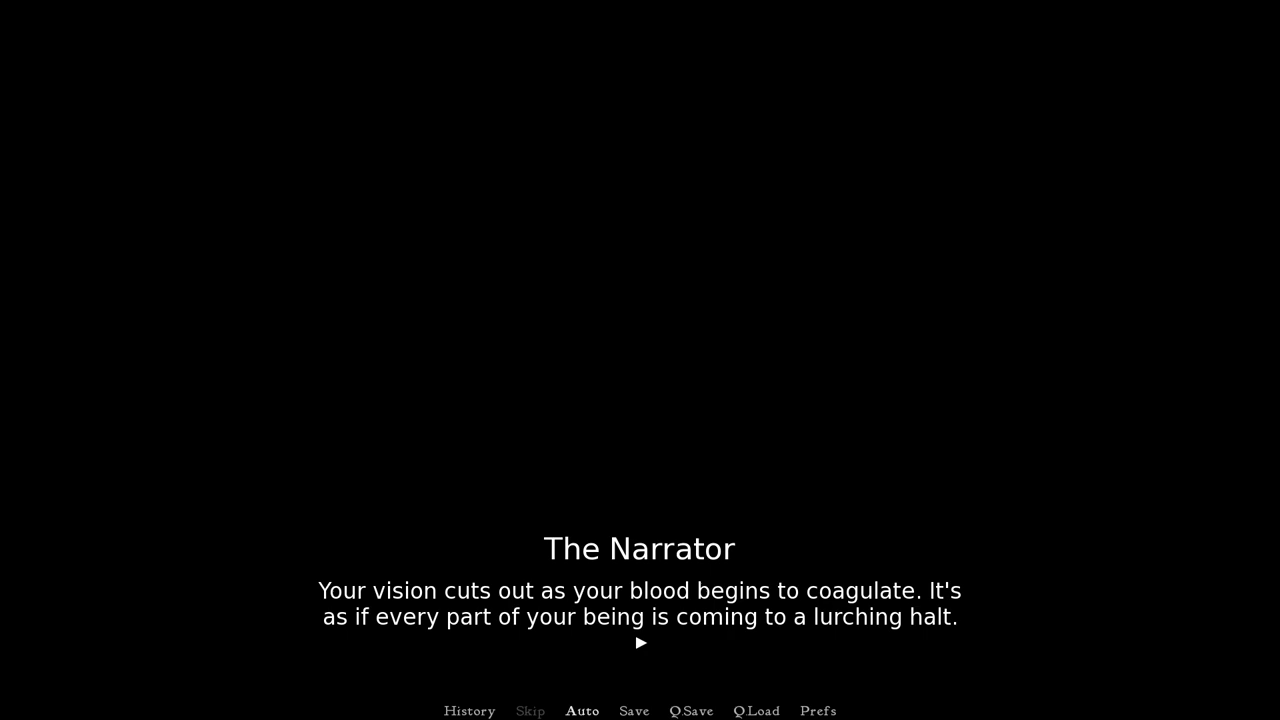 The Narrator
Your vision cuts out as your blood begins to coagulate. It's
as if every part of your being is coming to a lurching halt.
History Skip Auto Save Q.Save Q.Load Prefs